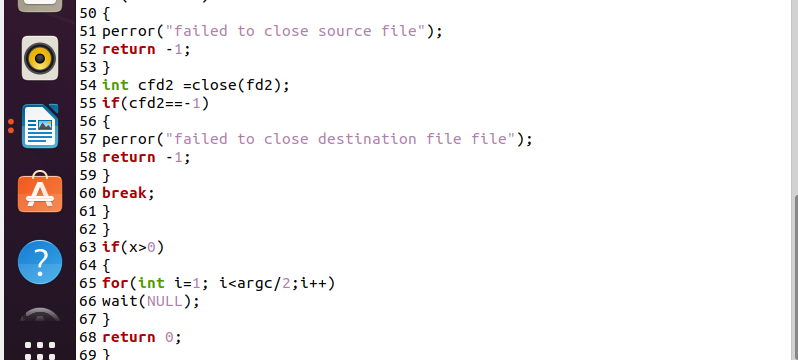 50 {
51 perror("failed to close source file");
52 return -1;
53 }
54 int cfd2 =close(fd2);
55 if(cfd2==-1)
56 {
57 perror("failed to close destination file file");
58 return -1;
59 }
60 break;
61 }
62 }
63 if(x>0)
64 {
65 for(int i=1; i<argc/2;i++)
66 wait(NULL);
67 }
68 return 0;
69 }